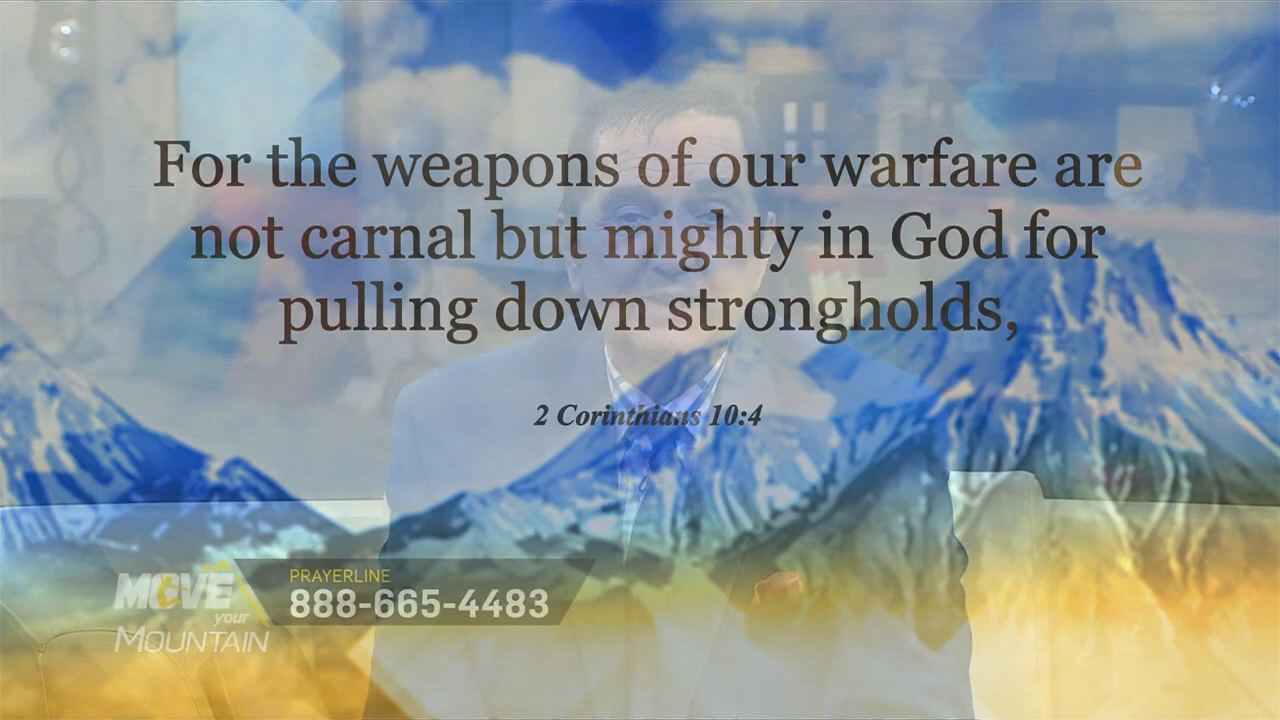 For the weapons of our warfare are
not carnal but mighty in God for
pulling down strongholds,
2 Corinthians 10:4
MOVE
your
MOUNTAIN
PRAYERLINE
888-665-4483